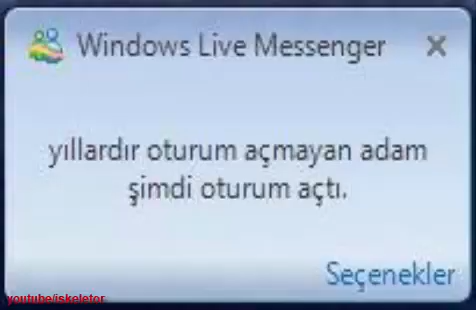 Windows Live Messenger
yıllardır oturum açmayan adam
şimdi oturum açtı.
Seçenekler
youtube/iskeletor